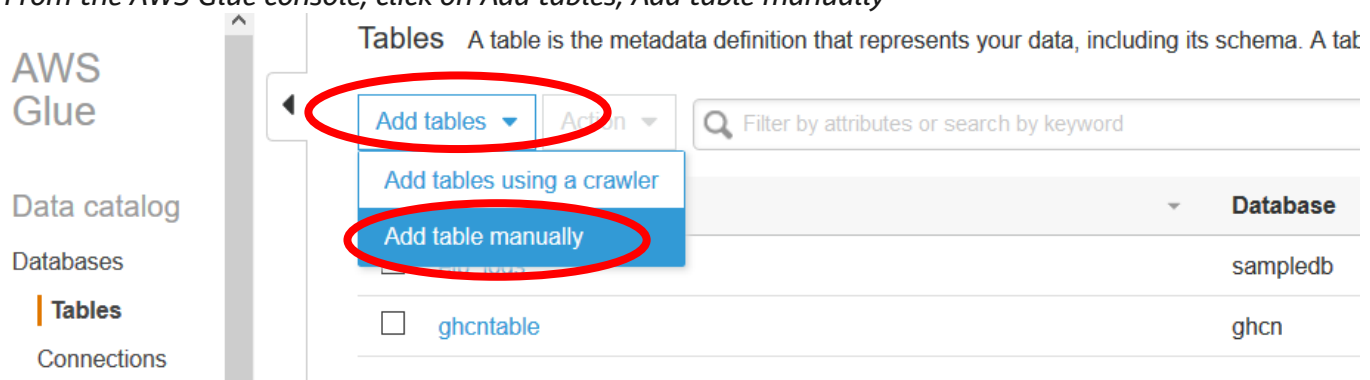 From the AWS Glue console, click on Add tables, Add table manually
AWS
Glue
Data catalog
Databases
Tables
Connections
Tables A table is the metadata definition that represents your data, including its schema. A tab
Add tables Action Filter by attributes or search by keyword
Add tables using a crawler
Add table manually
Database
sampledb
ghcntable ghcn